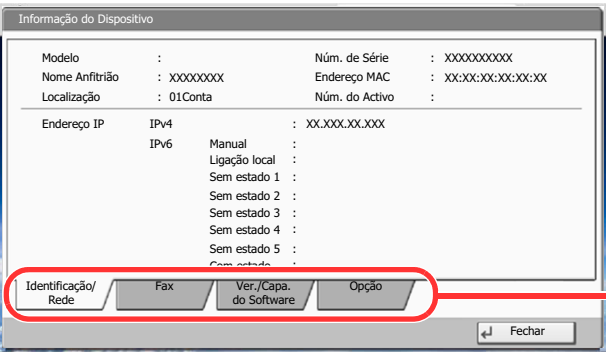 Informação do Dispositivo
Modelo : Núm. de Série : XXXXXXXXXX
Nome Anfitrião : XXXXXXXX Endereço MAC : XX:XX:XX:XX:XX:XX
Localização : 01Conta Núm. do Activo :
Endereço IP IPv4 : XX.XXX.XX.XXX
IPv6 Manual :
Ligação local :
Sem estado 1 :
Sem estado 2 :
Sem estado 3 :
Sem estado 4 :
Sem estado 5 :
Com estado :
Identificação/ Fax Ver./Capa. Opção
Rede do Software
Fechar